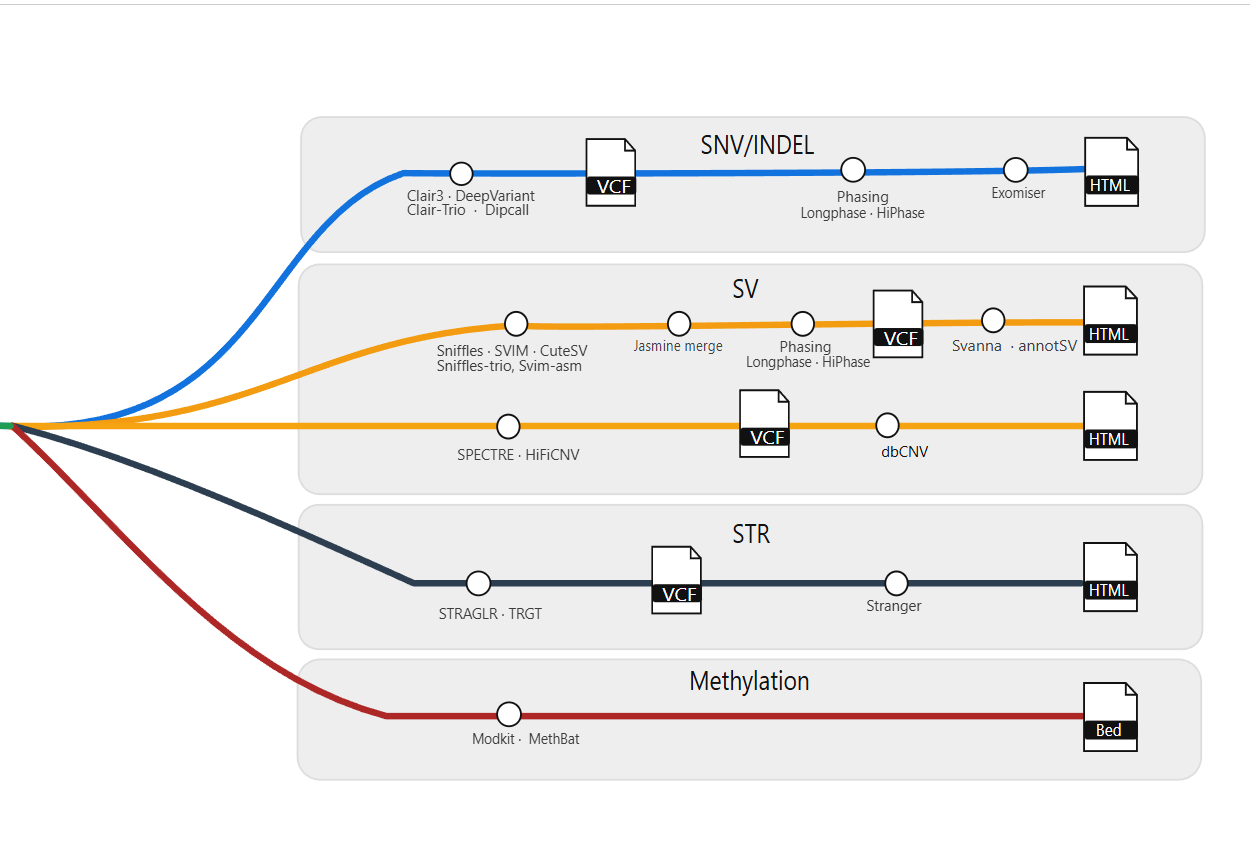 SNV/INDEL
VCF
HTML
Clair3 · DeepVariant
Clair-Trio · Dipcall
Phasing
Longphase · HiPhase
Exomiser
SV
Sniffles · SVIM · CuteSV
Sniffles-trio, Svim-asm
Jasmine merge
Phasing
Longphase · HiPhase
VCF
Svanna · annotSV
HTML
SPECTRE · HiFiCNV
VCF
dbCNV
HTML
STR
STRAGLR · TRGT
VCF
Stranger
HTML
Methylation
Modkit · MethBat
Bed